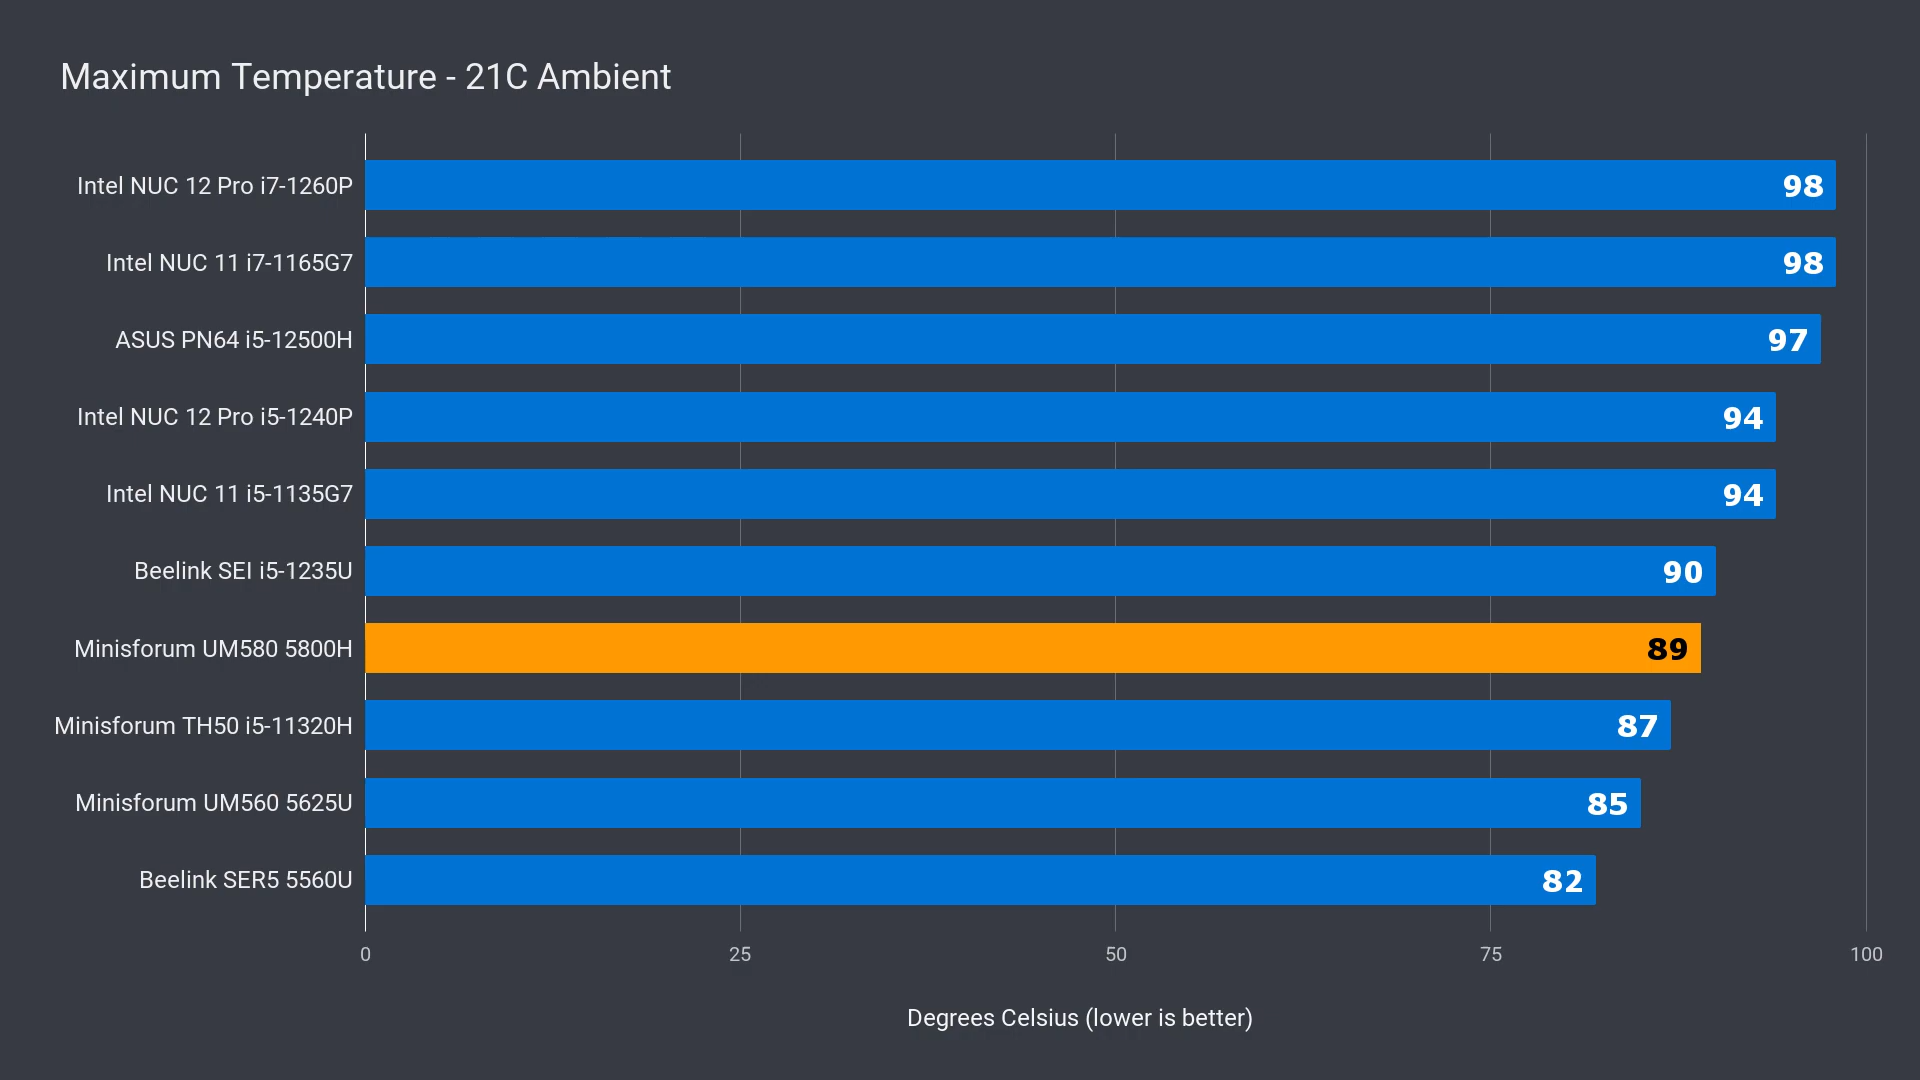 Maximum Temperature - 21C Ambient
Intel NUC 12 Pro i7-1260P 98
Intel NUC 11 i7-1165G7 98
ASUS PN64 i5-12500H 97
Intel NUC 12 Pro i5-1240P 94
Intel NUC 11 i5-1135G7 94
Beelink SEI i5-1235U 90
Minisforum UM580 5800H 89
Minisforum TH50 i5-11320H 87
Minisforum UM560 5625U 85
Beelink SER5 5560U 82
0 25 50 75 100
Degrees Celsius (lower is better)